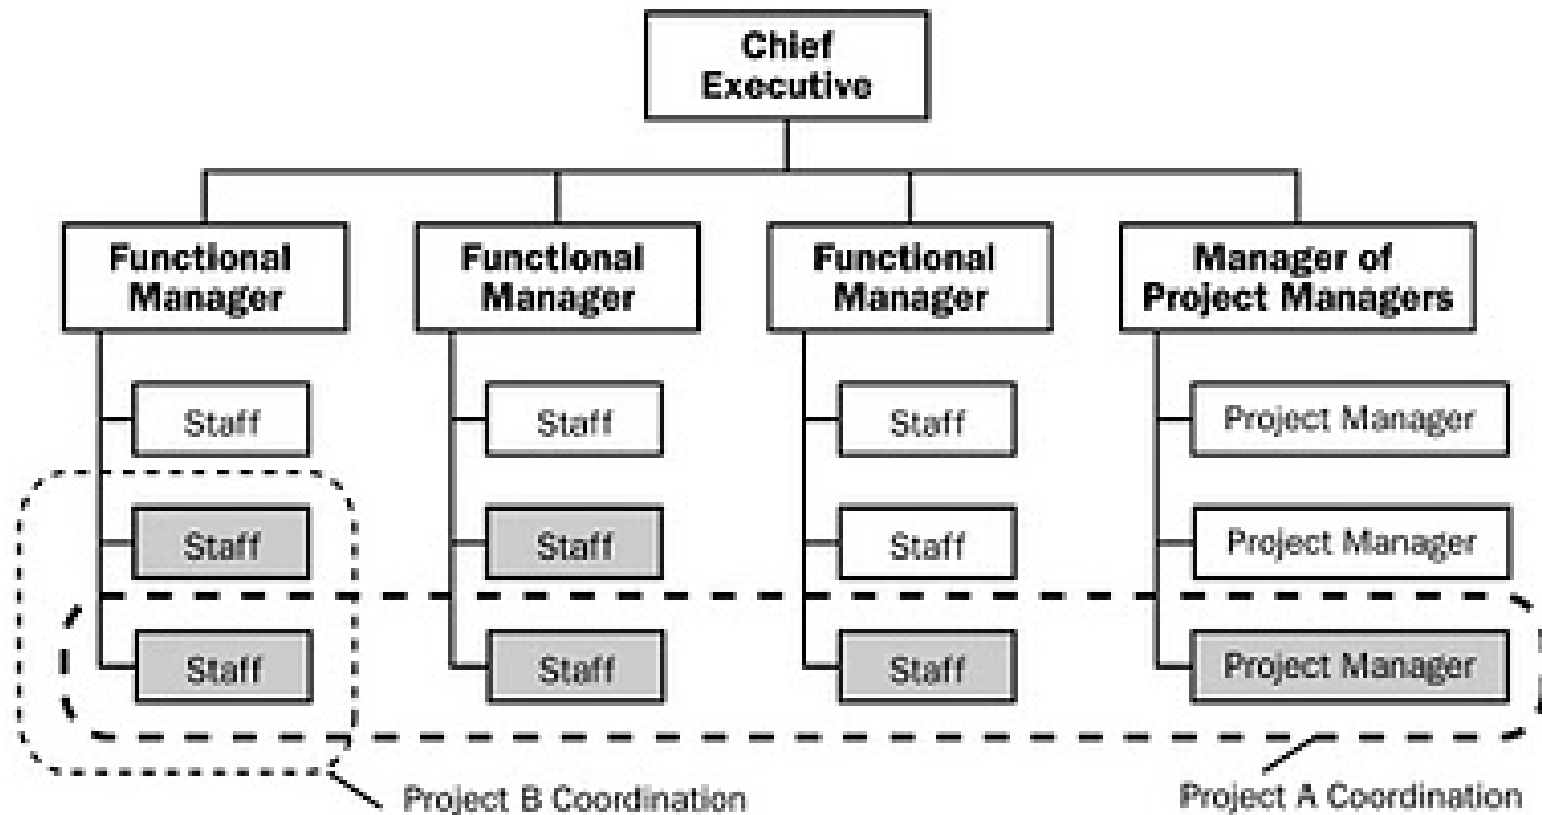 Chief
Executive
Functional
Manager
Functional
Manager
Functional
Manager
Manager of
Project Managers
Staff
Staff
Staff
Project Manager
Staff
Staff
Staff
Project Manager
Staff
Staff
Staff
Project Manager
Project B Coordination
Project A Coordination